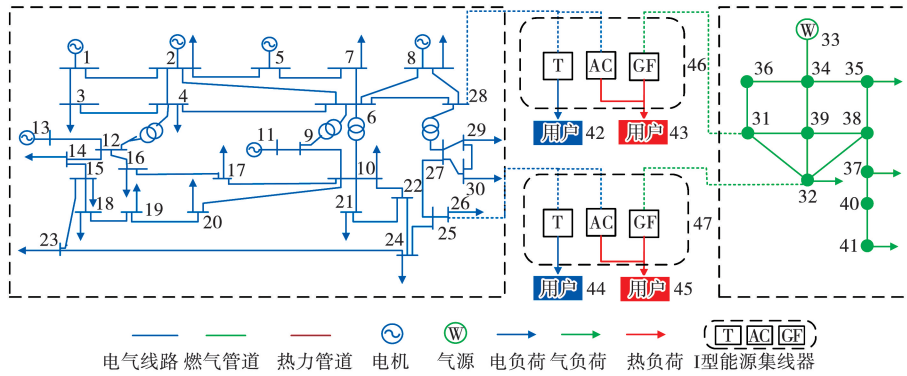 1 2 5 7 8
3 4 6 28
13 12 11 9 29
14 16 17 10 27 30
15 22 26
18 19 20 21 25
23 24
T AC GF 46
用户 42 用户 43
T AC GF 47
用户 44 用户 45
W 33
36 34 35
31 39 38
32 37
40
41
电气线路 燃气管道 热力管道 电机 W 气源 电负荷 气负荷 热负荷 T AC GF I型能源集线器